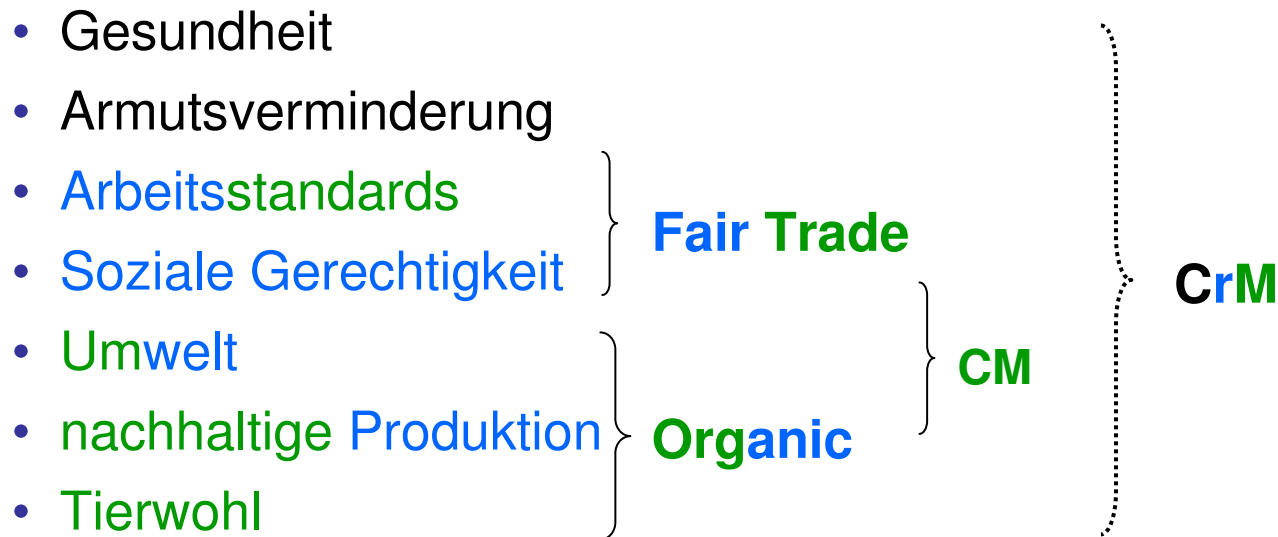 • Gesundheit
• Armutsverminderung
• Arbeitsstandards
• Soziale Gerechtigkeit
• Umwelt
• nachhaltige Produktion
• Tierwohl
Fair Trade
Organic
CM
CrM